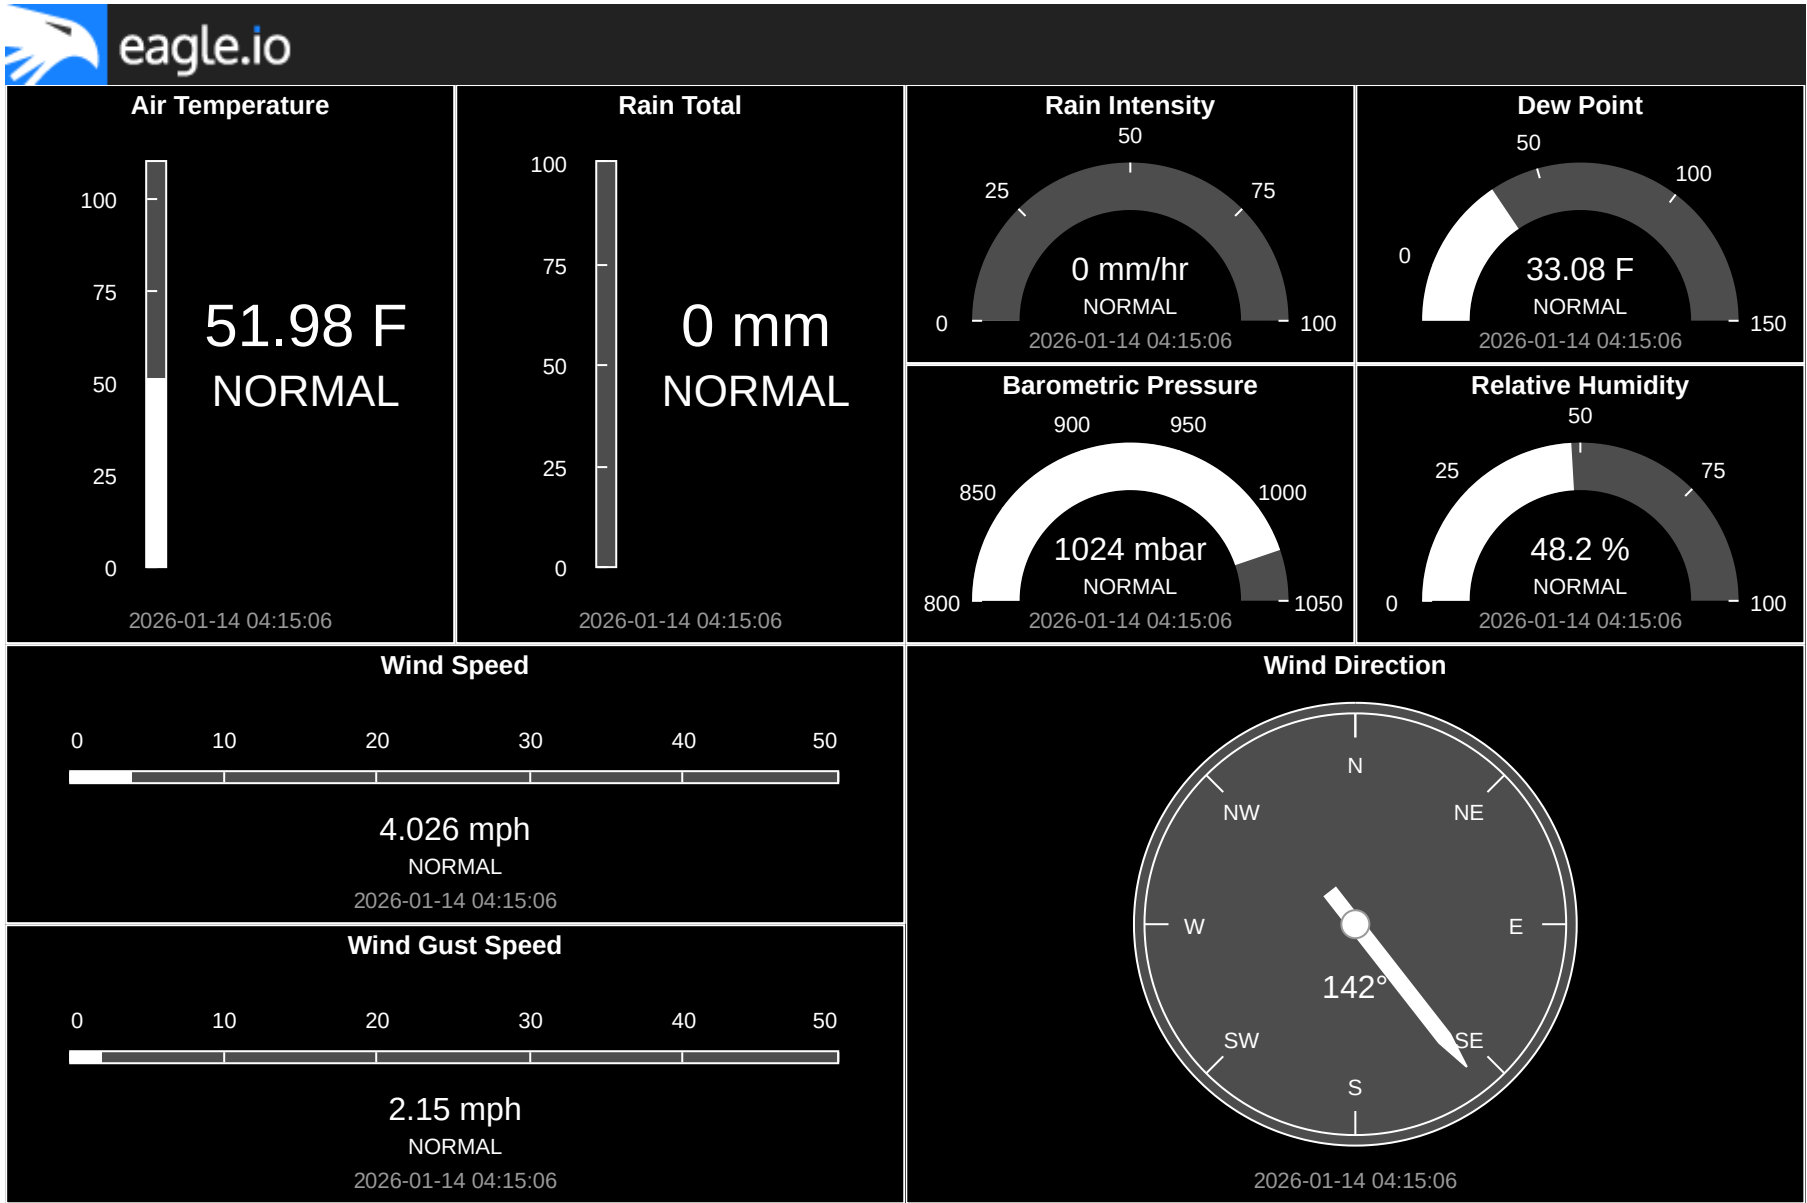 eagle.io
Air Temperature
100
75
50
25
0
51.98 F
NORMAL
2026-01-14 04:15:06
Rain Total
100
75
50
25
0
0 mm
NORMAL
2026-01-14 04:15:06
Rain Intensity
50
25
75
0
100
0 mm/hr
NORMAL
2026-01-14 04:15:06
Dew Point
50
100
0
150
33.08 F
NORMAL
2026-01-14 04:15:06
Barometric Pressure
900
950
850
1000
800
1050
1024 mbar
NORMAL
2026-01-14 04:15:06
Relative Humidity
50
25
75
0
100
48.2 %
NORMAL
2026-01-14 04:15:06
Wind Speed
0 10 20 30 40 50
4.026 mph
NORMAL
2026-01-14 04:15:06
Wind Gust Speed
0 10 20 30 40 50
2.15 mph
NORMAL
2026-01-14 04:15:06
Wind Direction
N
NW NE
W E
142°
SW SE
S
2026-01-14 04:15:06